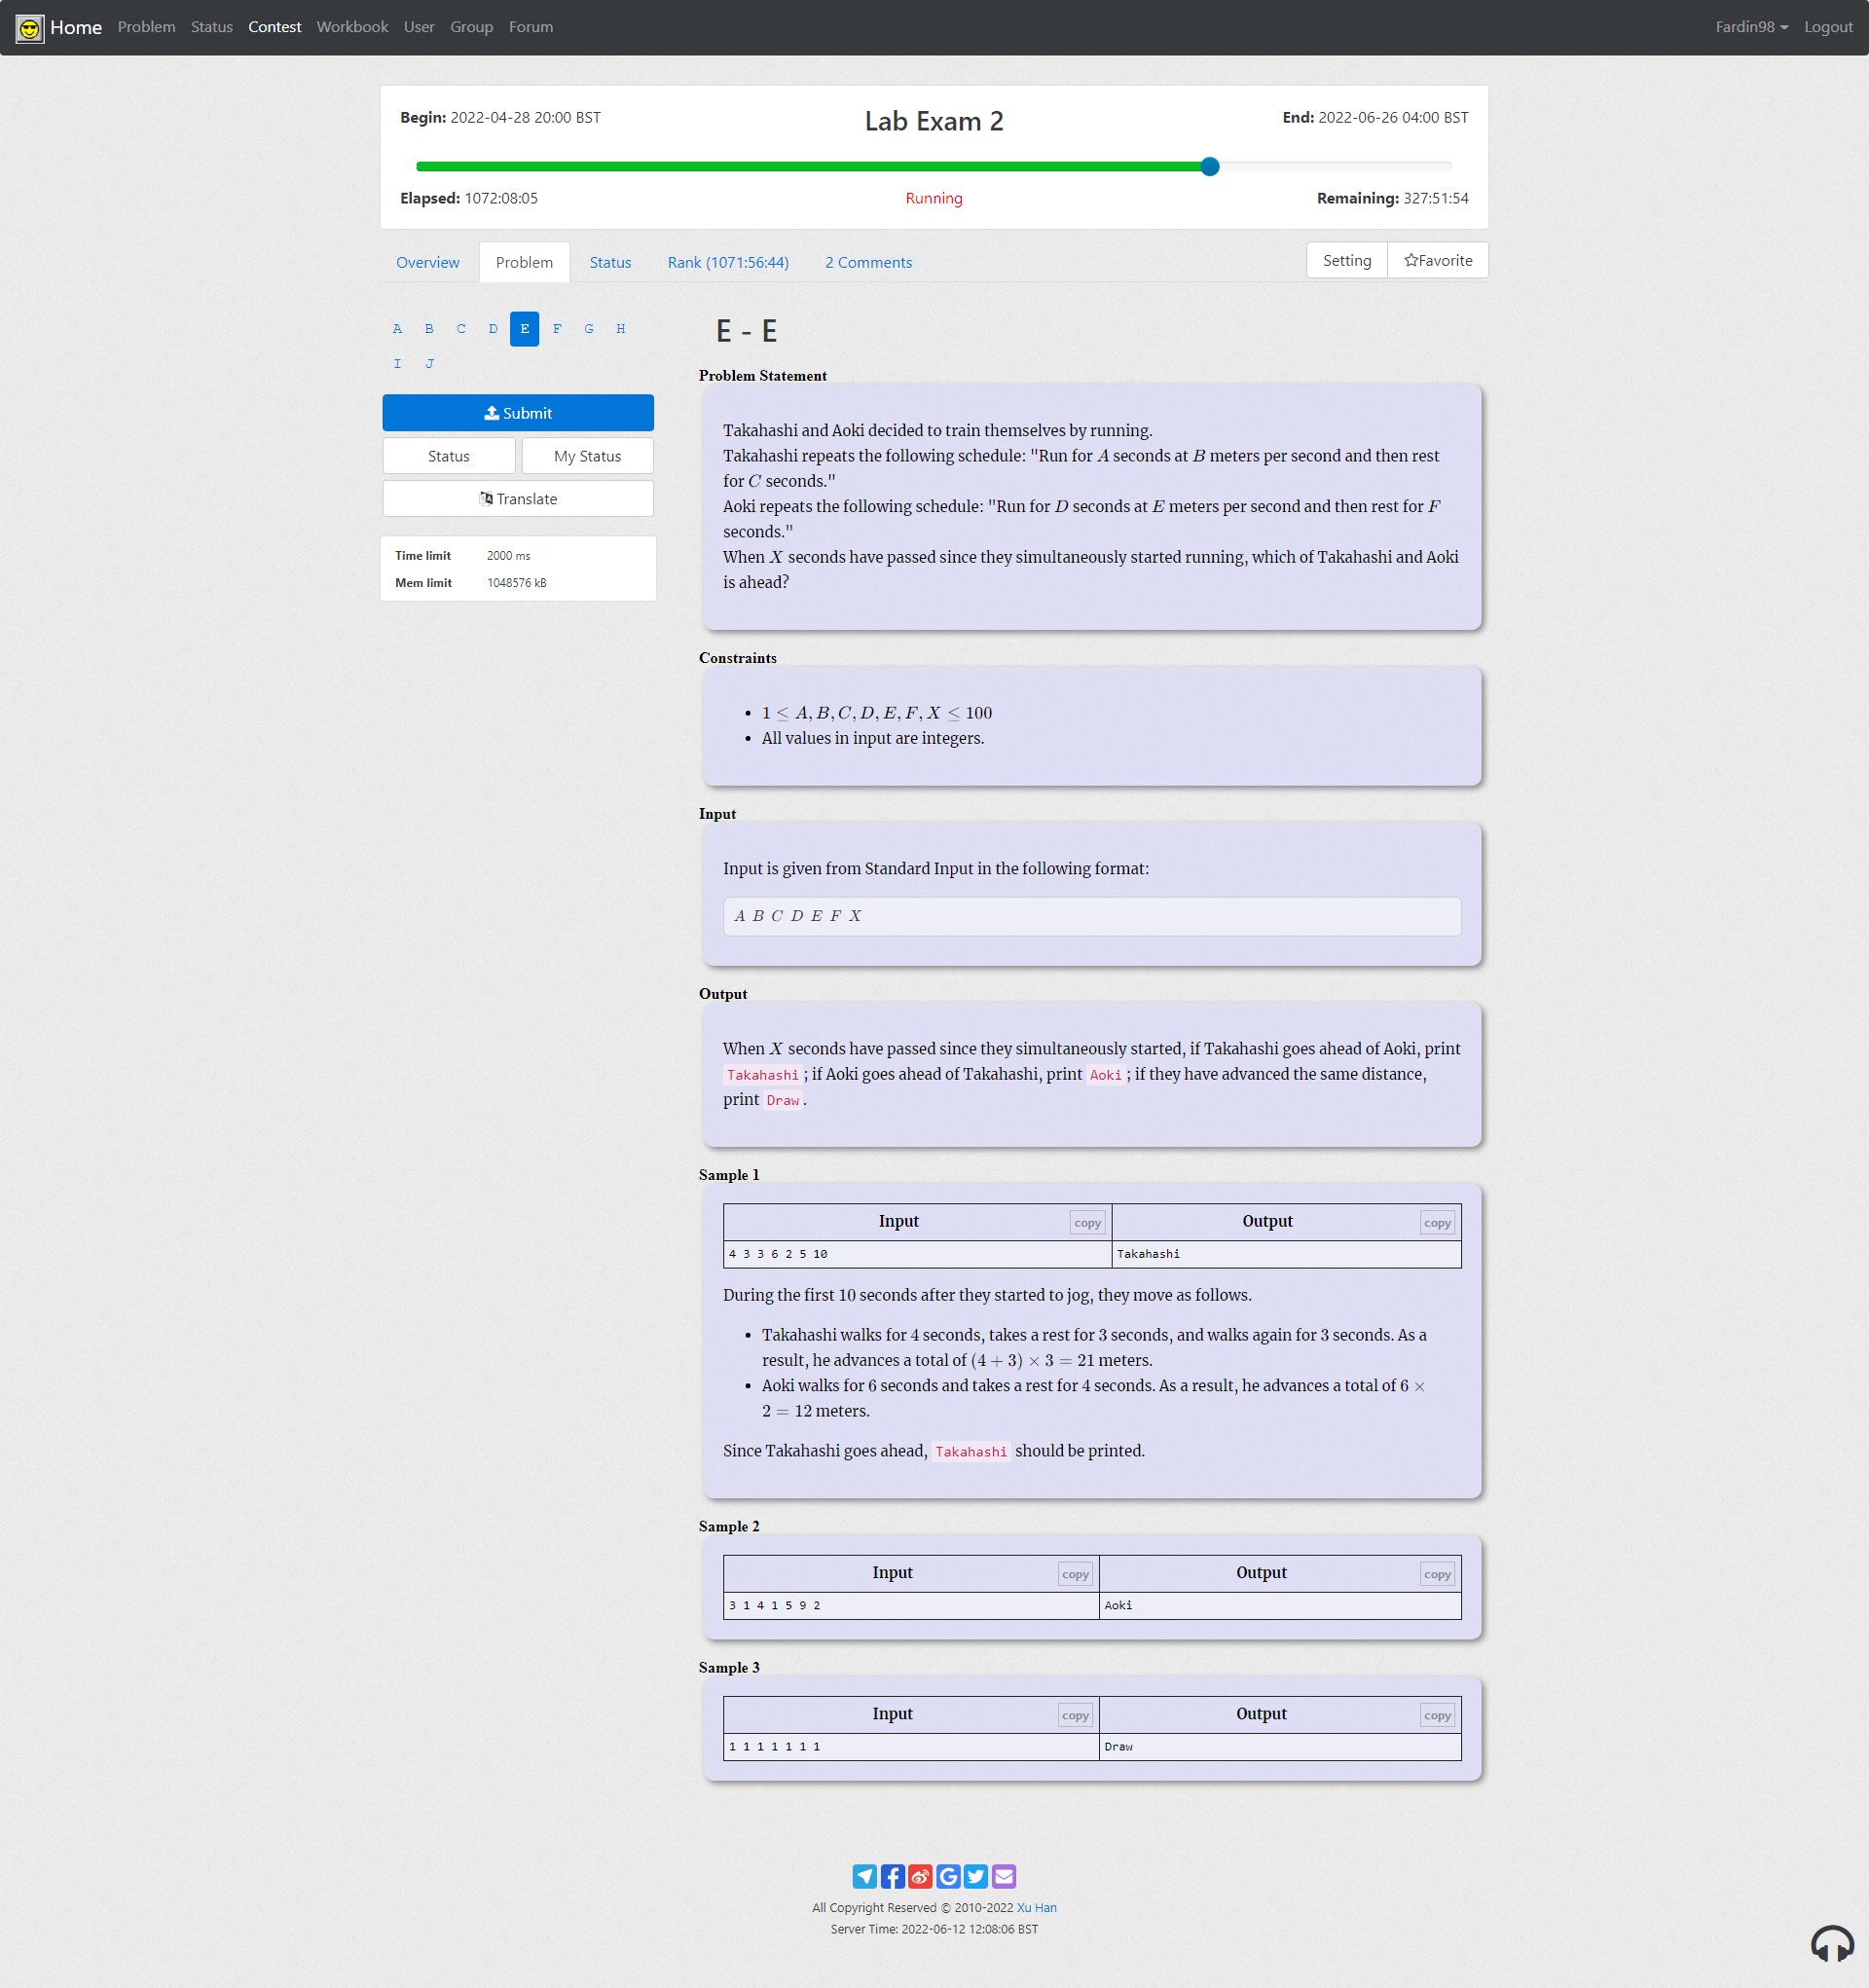 Home Problem Status Contest Workbook User Group Forum Fardin98 Logout
Begin: 2022-04-28 20:00 BST Lab Exam 2 End: 2022-06-26 04:00 BST
Elapsed: 1072:08:05 Running Remaining: 327:51:54
Overview Problem Status Rank (1071:56:44) 2 Comments Setting Favorite
A B C D E F G H
I J
Submit
Status My Status
Translate
Time limit 2000 ms
Mem limit 1048576 kB
E - E
Problem Statement
Takahashi and Aoki decided to train themselves by running.
Takahashi repeats the following schedule: "Run for A seconds at B meters per second and then rest
for C seconds."
Aoki repeats the following schedule: "Run for D seconds at E meters per second and then rest for F
seconds."
When X seconds have passed since they simultaneously started running, which of Takahashi and Aoki
is ahead?
Constraints
• 1 ≤ A, B, C, D, E, F, X ≤ 100
• All values in input are integers.
Input
Input is given from Standard Input in the following format:
A B C D E F X
Output
When X seconds have passed since they simultaneously started, if Takahashi goes ahead of Aoki, print
Takahashi; if Aoki goes ahead of Takahashi, print Aoki; if they have advanced the same distance,
print Draw.
Sample 1
Input copy Output copy
4 3 3 6 2 5 10 Takahashi
During the first 10 seconds after they started to jog, they move as follows.
• Takahashi walks for 4 seconds, takes a rest for 3 seconds, and walks again for 3 seconds. As a
result, he advances a total of (4 + 3) × 3 = 21 meters.
• Aoki walks for 6 seconds and takes a rest for 4 seconds. As a result, he advances a total of 6 ×
2 = 12 meters.
Since Takahashi goes ahead, Takahashi should be printed.
Sample 2
Input copy Output copy
3 1 4 1 5 9 2 Aoki
Sample 3
Input copy Output copy
1 1 1 1 1 1 1 Draw
All Copyright Reserved © 2010-2022 Xu Han
Server Time: 2022-06-12 12:08:06 BST